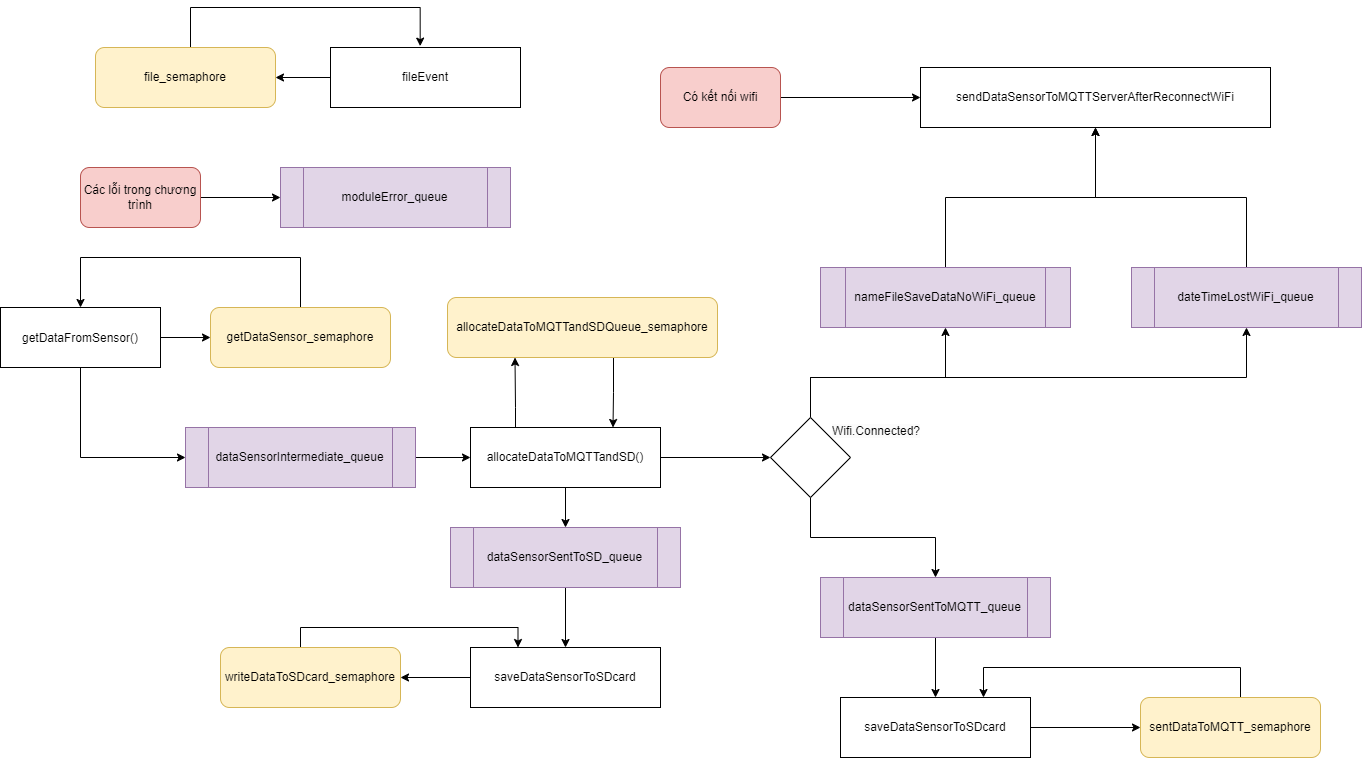 file_semaphore
fileEvent
Có kết nối wifi
sendDataSensorToMQTTServerAfterReconnectWiFi
Các lỗi trong chương
trình
moduleError_queue
nameFileSaveDataNoWiFi_queue
dateTimeLostWiFi_queue
getDataFromSensor()
getDataSensor_semaphore
allocateDataToMQTTandSDQueue_semaphore
Wifi.Connected?
dataSensorIntermediate_queue
allocateDataToMQTTandSD()
dataSensorSentToSD_queue
dataSensorSentToMQTT_queue
writeDataToSDcard_semaphore
saveDataSensorToSDcard
saveDataSensorToSDcard
sentDataToMQTT_semaphore